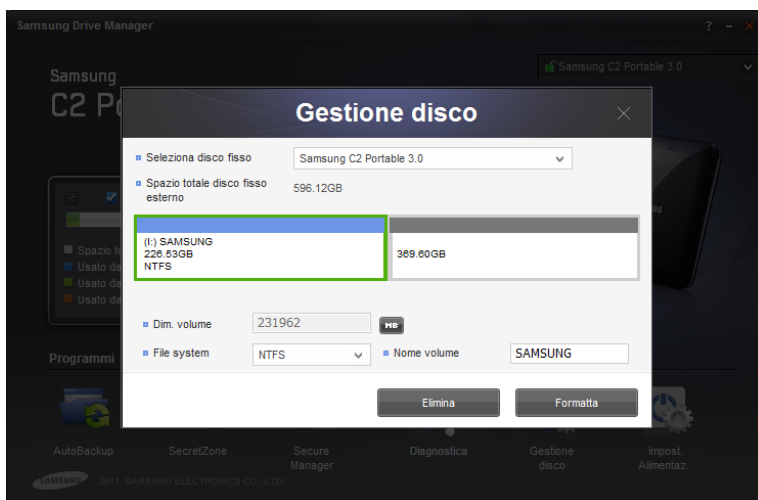 Samsung Drive Manager
? – ×
Samsung C2 Portable 3.0
Samsung
C2 Po
Gestione disco
Seleziona disco fisso
Samsung C2 Portable 3.0
Spazio totale disco fisso
esterno
596.12GB
(I:) SAMSUNG
226.53GB
NTFS
369.60GB
Spazio to
Usato da
Usato da
Usato da
Dim. volume
231962
MB
File system
NTFS
Nome volume
SAMSUNG
Programmi
Elimina
Formatta
AutoBackup
SecretZone
Secure
Manager
Diagnostica
Gestione
disco
Impost.
Alimentaz.
SAMSUNG 2011. SAMSUNG ELECTRONICS CO., LTD.